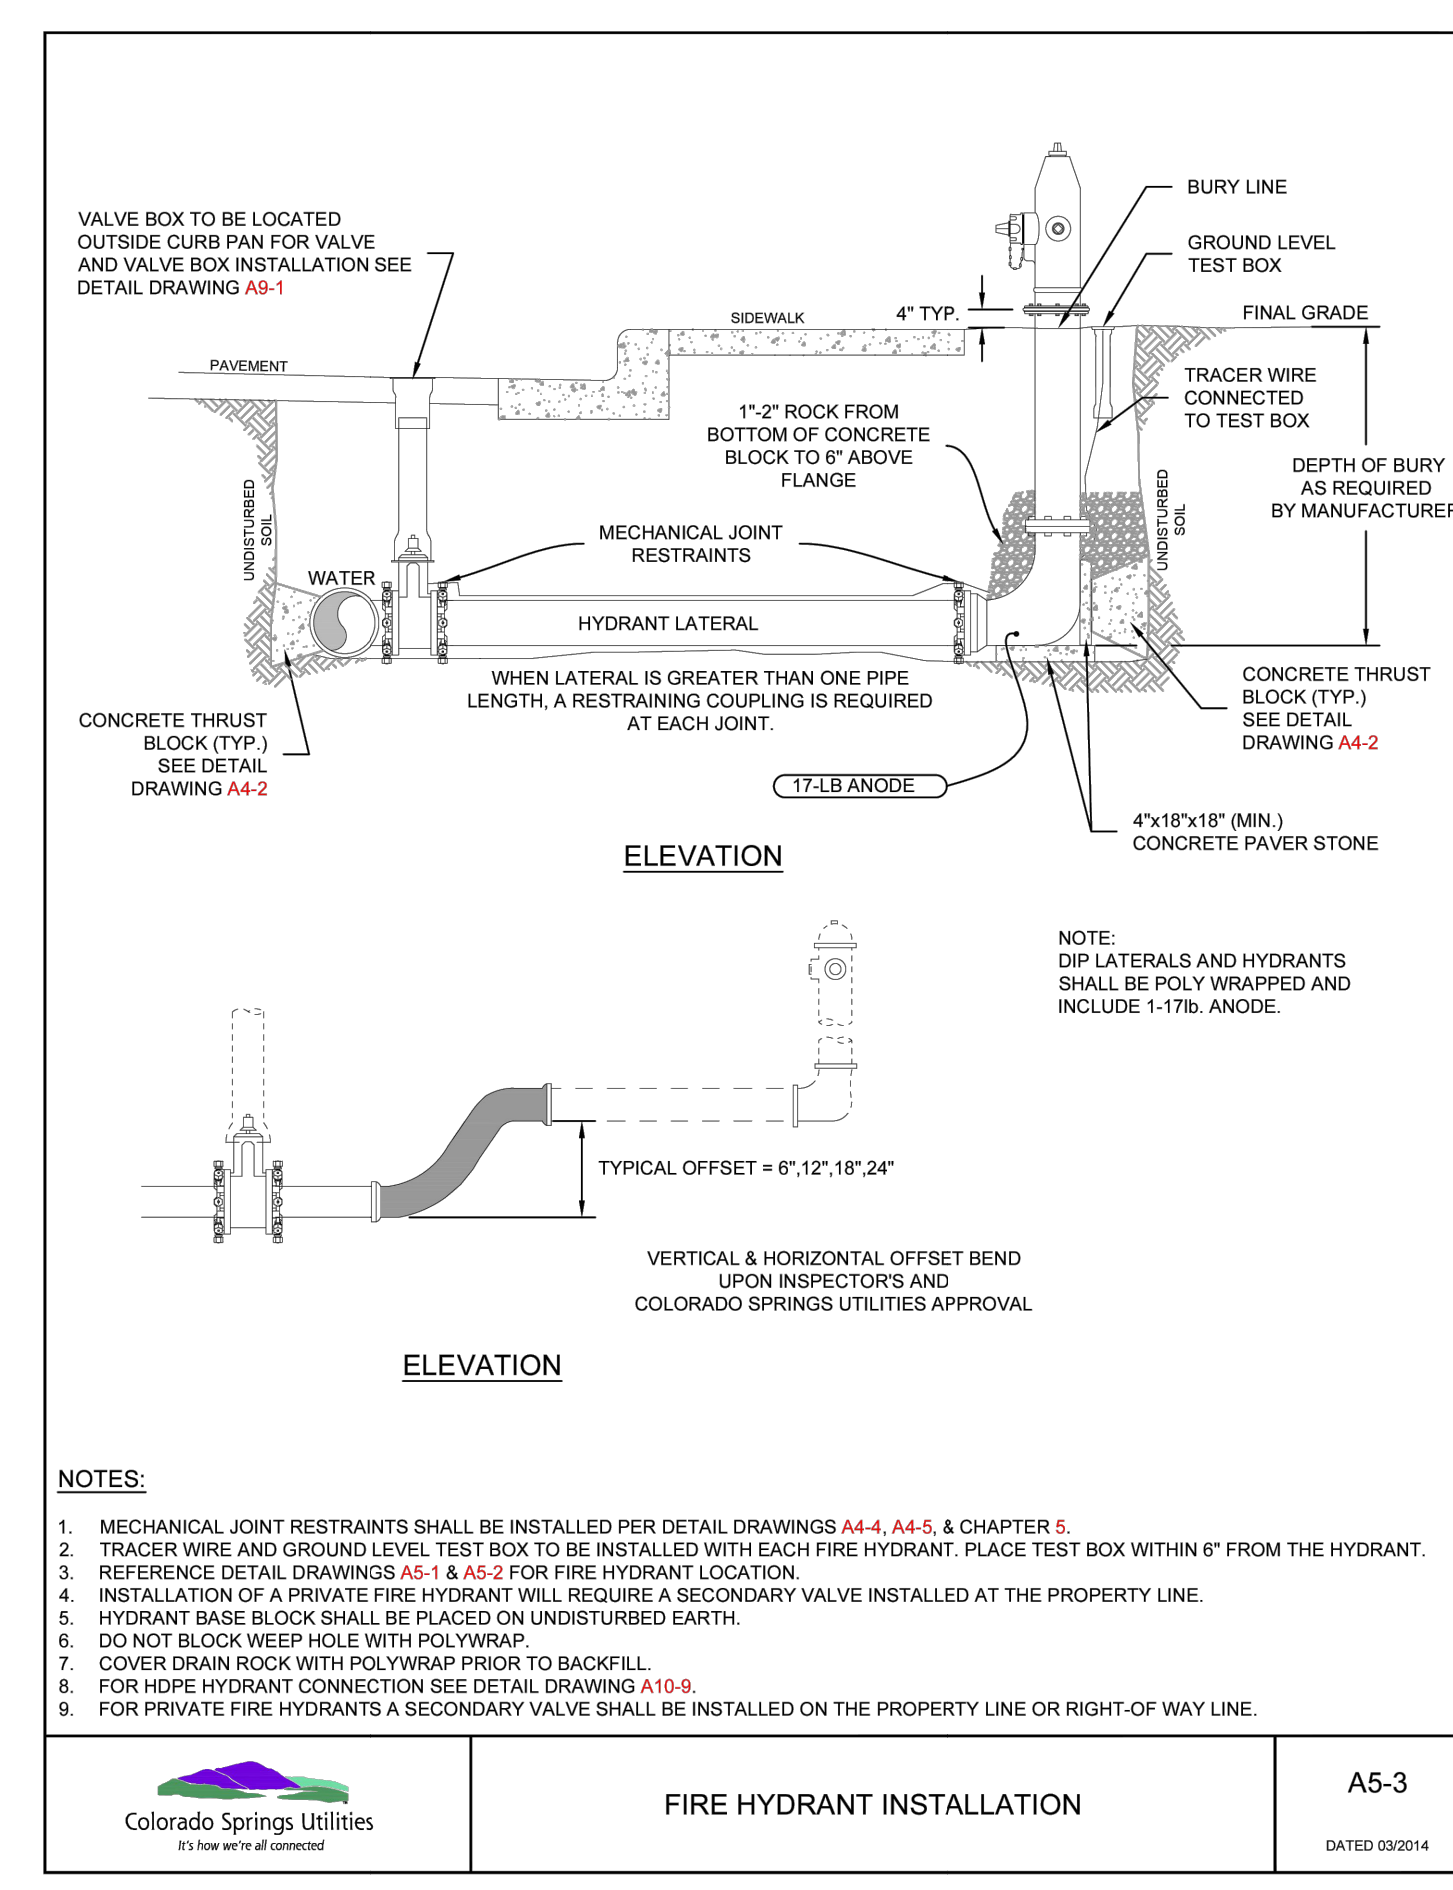 BURY LINE
VALVE BOX TO BE LOCATED
OUTSIDE CURB PAN FOR VALVE
AND VALVE BOX INSTALLATION SEE
DETAIL DRAWING A9-1
GROUND LEVEL
TEST BOX
4" TYP.
SIDEWALK
FINAL GRADE
PAVEMENT
TRACER WIRE
CONNECTED
TO TEST BOX
1"-2" ROCK FROM
BOTTOM OF CONCRETE
BLOCK TO 6" ABOVE
FLANGE
DEPTH OF BURY
AS REQUIRED
BY MANUFACTURER
UNDISTURBED
SOIL
UNDISTURBED
SOIL
MECHANICAL JOINT
RESTRAINTS
WATER
HYDRANT LATERAL
WHEN LATERAL IS GREATER THAN ONE PIPE
LENGTH, A RESTRAINING COUPLING IS REQUIRED
AT EACH JOINT.
CONCRETE THRUST
BLOCK (TYP.)
SEE DETAIL
DRAWING A4-2
CONCRETE THRUST
BLOCK (TYP.)
SEE DETAIL
DRAWING A4-2
17-LB ANODE
4"x18"x18" (MIN.)
CONCRETE PAVER STONE
ELEVATION
NOTE:
DIP LATERALS AND HYDRANTS
SHALL BE POLY WRAPPED AND
INCLUDE 1-17lb. ANODE.
TYPICAL OFFSET = 6",12",18",24"
VERTICAL & HORIZONTAL OFFSET BEND
UPON INSPECTOR'S AND
COLORADO SPRINGS UTILITIES APPROVAL
ELEVATION
NOTES:
1. MECHANICAL JOINT RESTRAINTS SHALL BE INSTALLED PER DETAIL DRAWINGS A4-4, A4-5, & CHAPTER 5.
2. TRACER WIRE AND GROUND LEVEL TEST BOX TO BE INSTALLED WITH EACH FIRE HYDRANT. PLACE TEST BOX WITHIN 6" FROM THE HYDRANT.
3. REFERENCE DETAIL DRAWINGS A5-1 & A5-2 FOR FIRE HYDRANT LOCATION.
4. INSTALLATION OF A PRIVATE FIRE HYDRANT WILL REQUIRE A SECONDARY VALVE INSTALLED AT THE PROPERTY LINE.
5. HYDRANT BASE BLOCK SHALL BE PLACED ON UNDISTURBED EARTH.
6. DO NOT BLOCK WEEP HOLE WITH POLYWRAP.
7. COVER DRAIN ROCK WITH POLYWRAP PRIOR TO BACKFILL.
8. FOR HDPE HYDRANT CONNECTION SEE DETAIL DRAWING A10-9.
9. FOR PRIVATE FIRE HYDRANTS A SECONDARY VALVE SHALL BE INSTALLED ON THE PROPERTY LINE OR RIGHT-OF WAY LINE.
Colorado Springs Utilities
It's how we're all connected
FIRE HYDRANT INSTALLATION
A5-3
DATED 03/2014